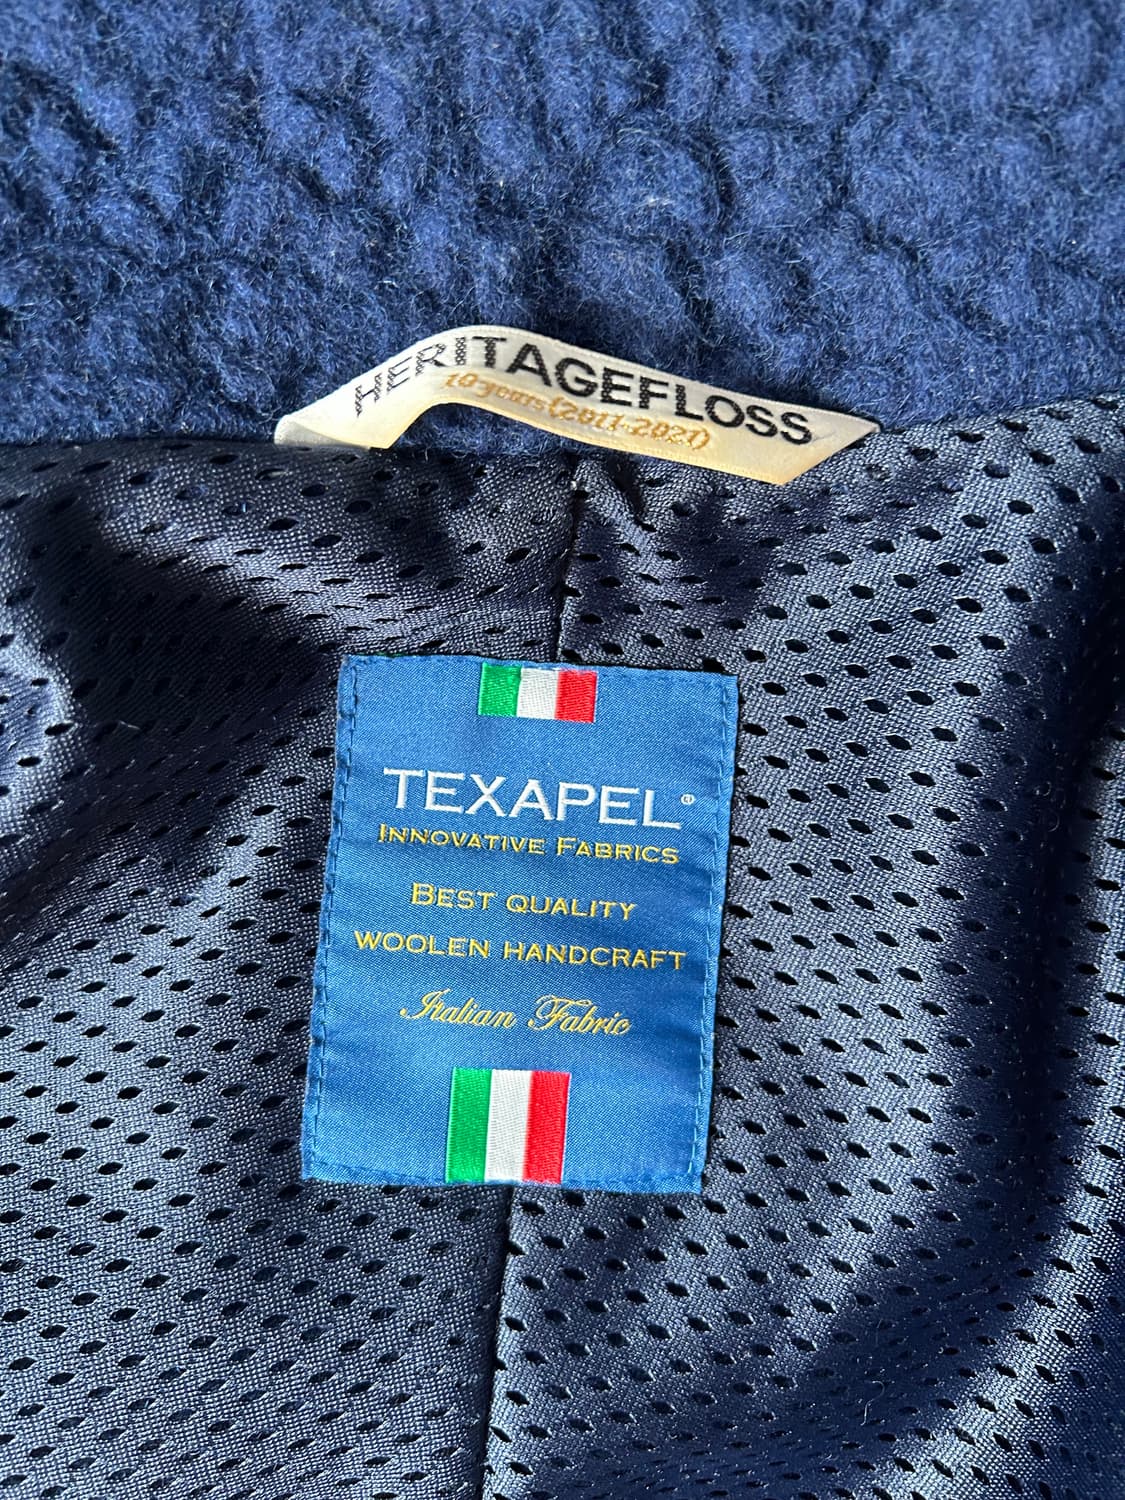 HERITAGEFLOSS
10 years (2011-2021)
TEXAPEL®
INNOVATIVE FABRICS
BEST QUALITY
WOOLEN HANDCRAFT
Italian Fabric